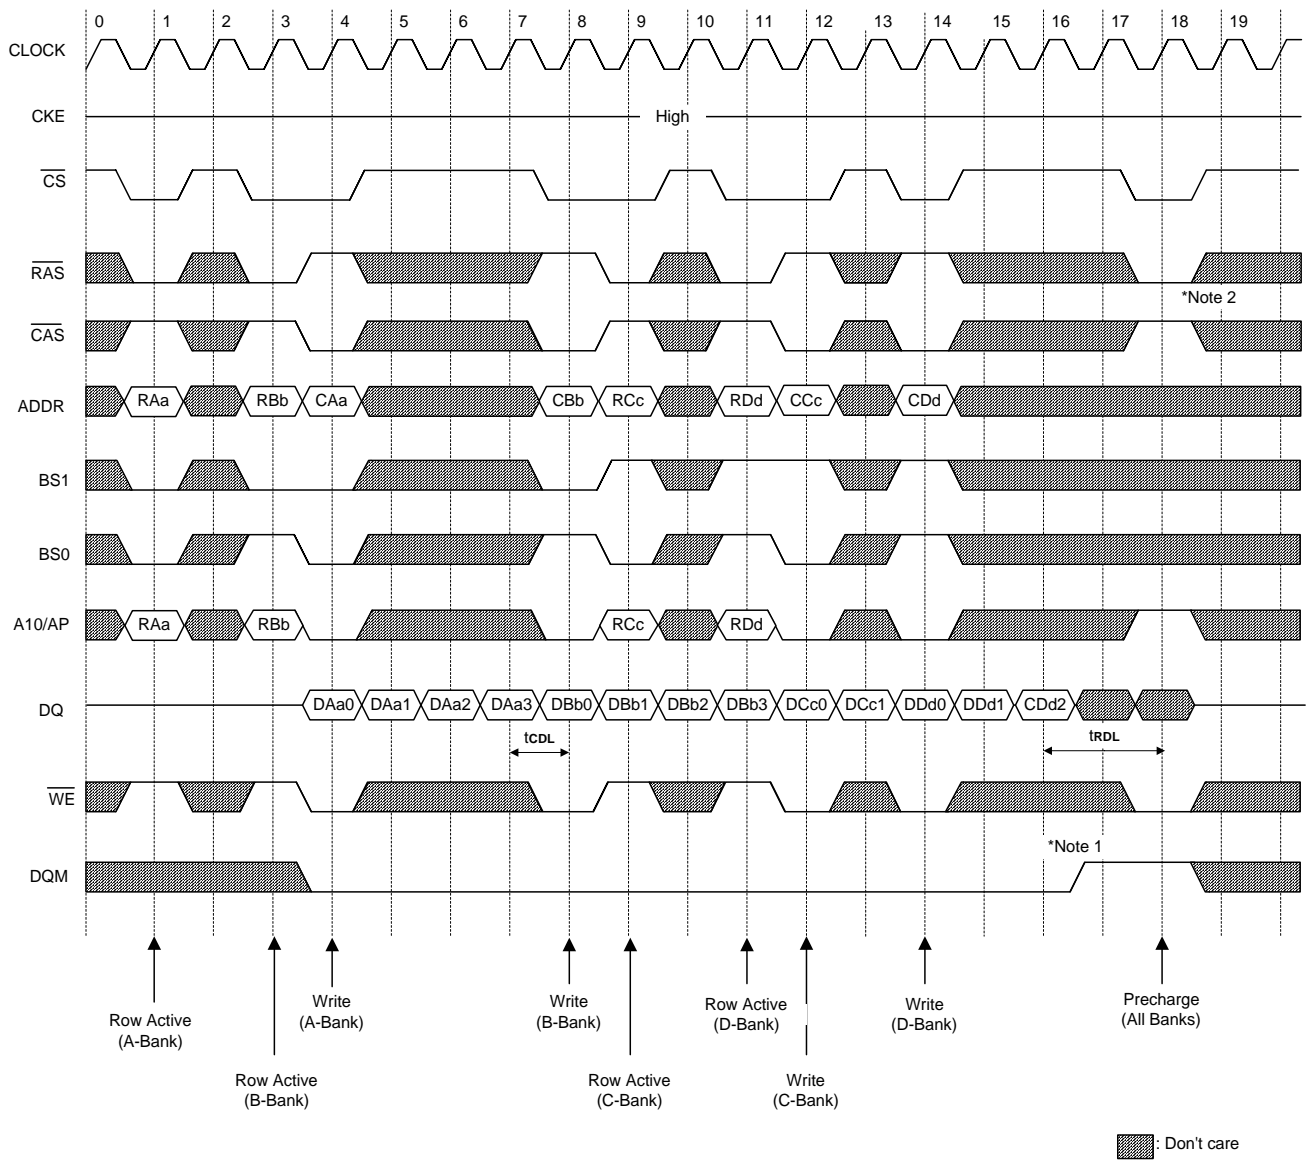 0 1 2 3 4 5 6 7 8 9 10 11 12 13 14 15 16 17 18 19
CLOCK
CKE High
CS
RAS
*Note 2
CAS
ADDR RAa RBb CAa CBb RCc RDd CCc CDd
BS1
BS0
A10/AP RAa RBb RCc RDd
DQ DAa0 DAa1 DAa2 DAa3 DBb0 DBb1 DBb2 DBb3 DCc0 DCc1 DDd0 DDd1 CDd2
tCDL tRDL
WE
*Note 1
DQM
Row Active
(A-Bank)
Row Active
(B-Bank)
Write
(A-Bank)
Write
(B-Bank)
Row Active
(C-Bank)
Row Active
(D-Bank)
Write
(C-Bank)
Write
(D-Bank)
Precharge
(All Banks)
: Don't care